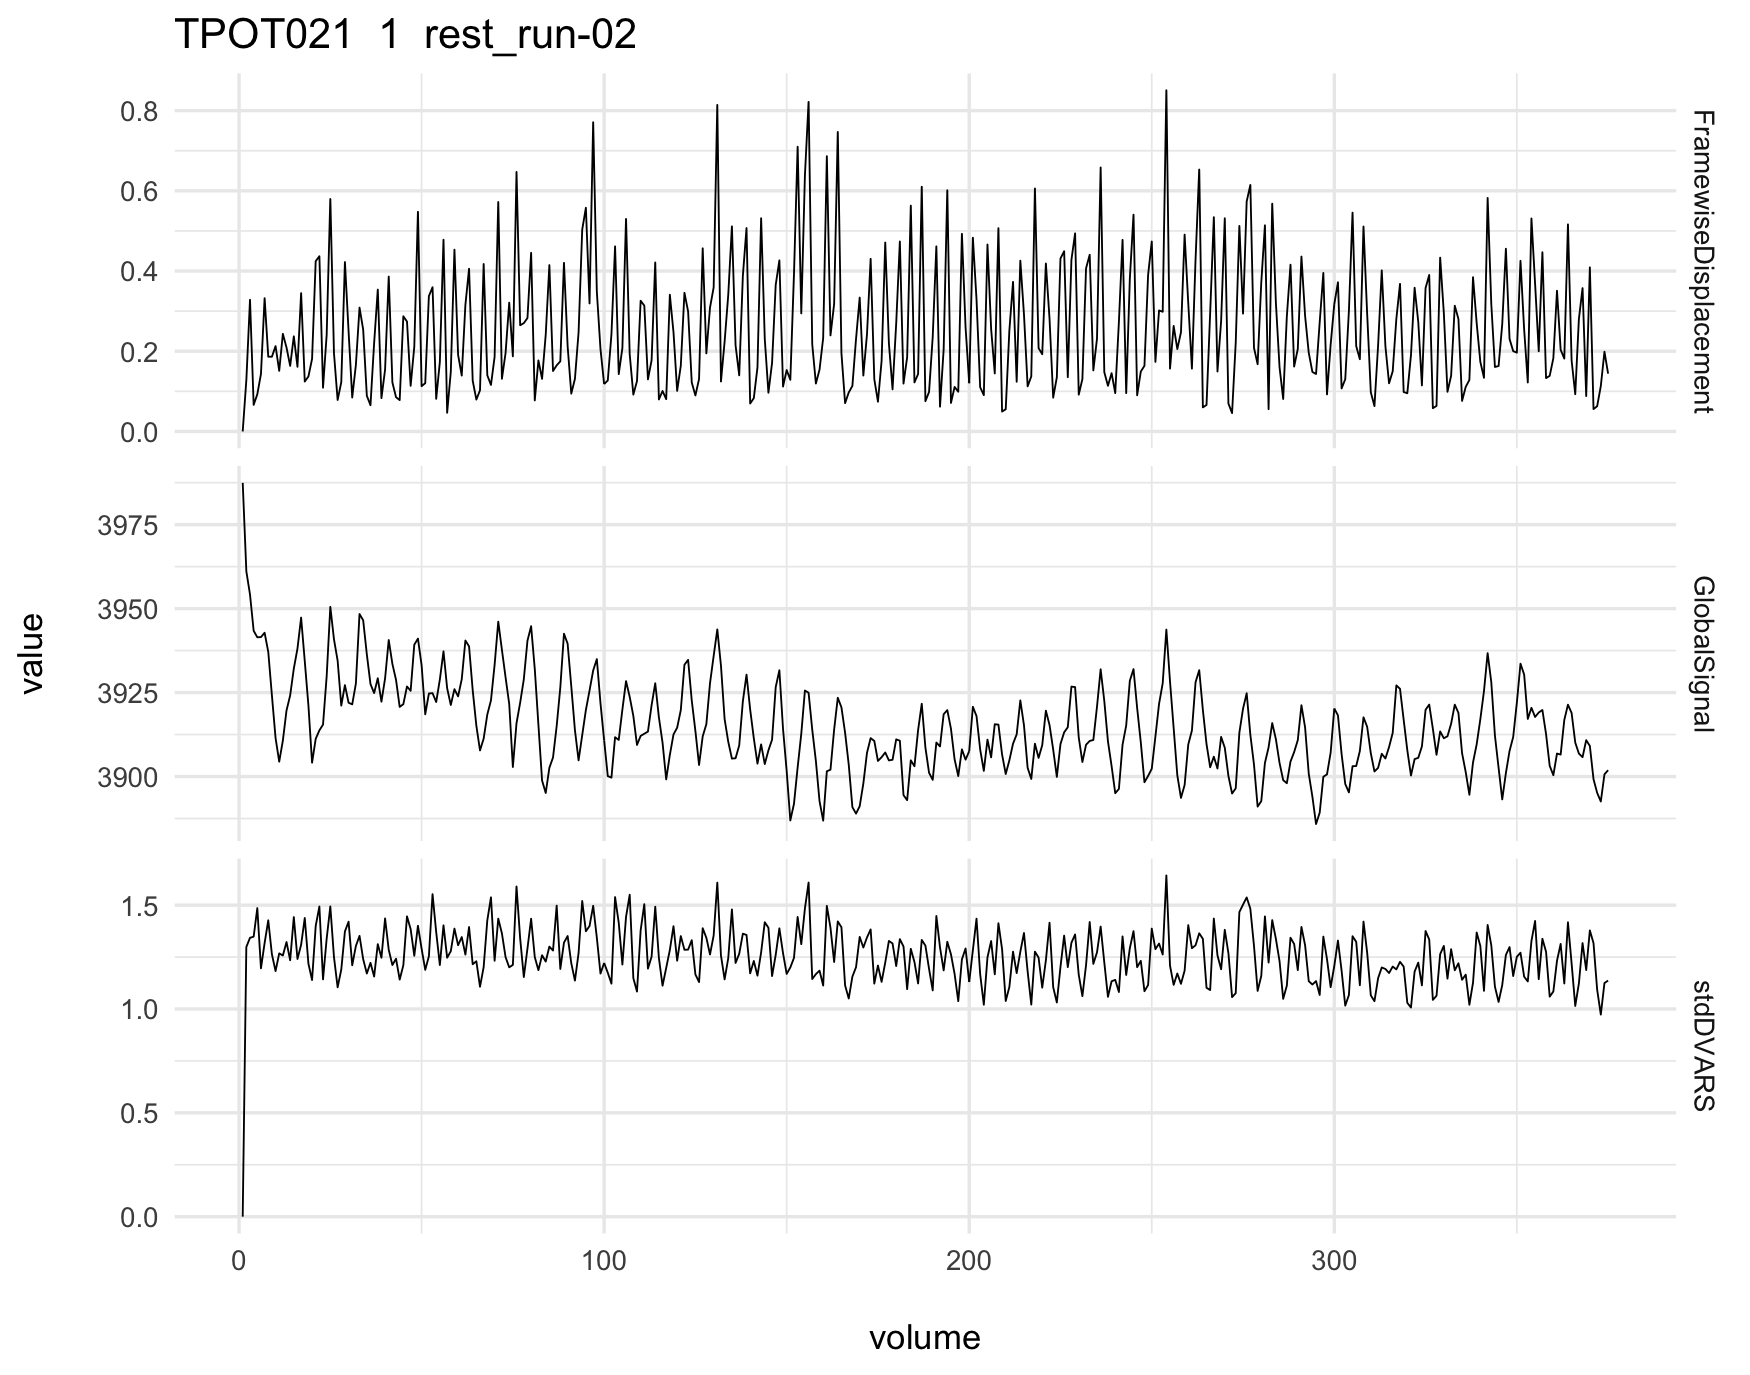 TPOT021 1 rest_run-02
0.8
0.6
0.4
0.2
0.0
FramewiseDisplacement
3975
3950
3925
3900
GlobalSignal
value
1.5
1.0
0.5
0.0
stdDVARS
0 100 200 300
volume